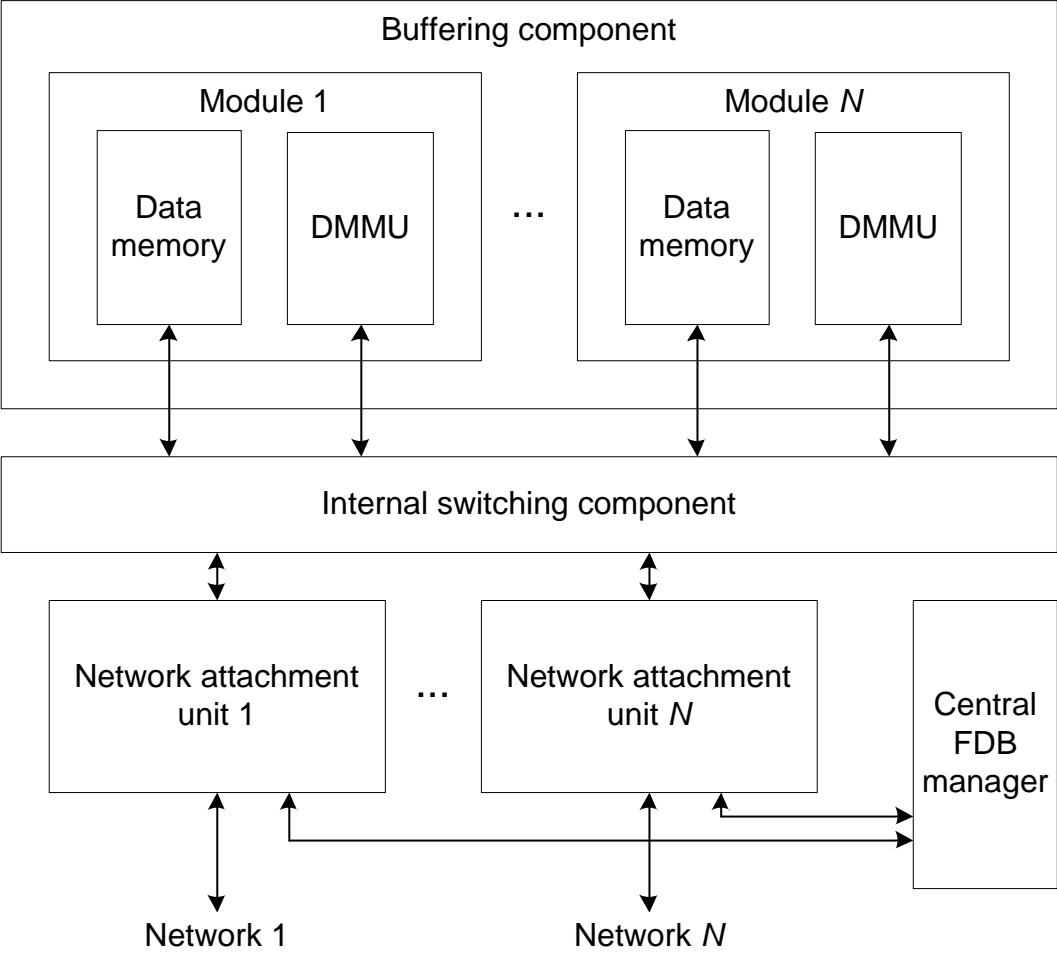 Buffering component
Module 1
Module N
Data
memory
DMMU
...
Data
memory
DMMU
Internal switching component
Network attachment
unit 1
...
Network attachment
unit N
Central
FDB
manager
Network 1
Network N